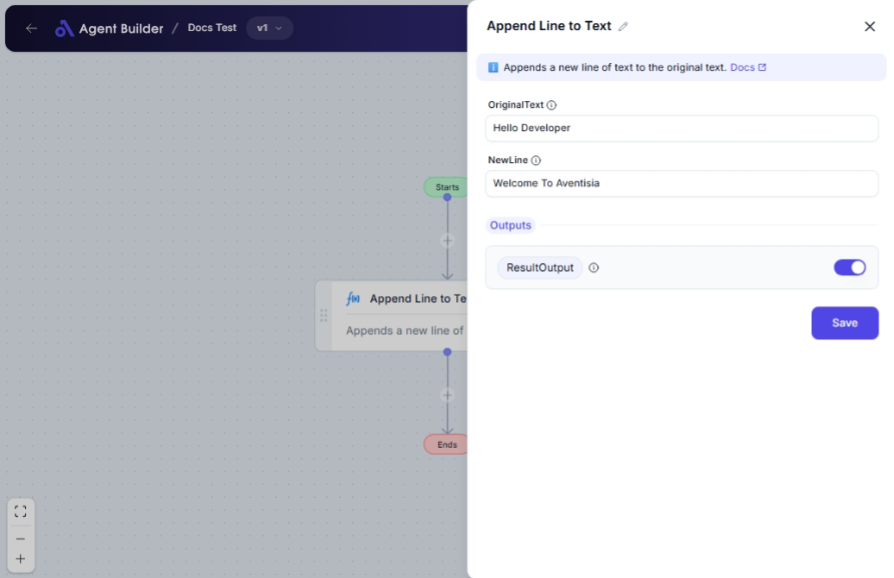 Agent Builder / Docs Test v1
Append Line to Text
Appends a new line of text to the original text. Docs
OriginalText
Hello Developer
NewLine
Welcome To Aventisia
Outputs
ResultOutput
Save
Starts
Append Line to Te
Appends a new line of
Ends